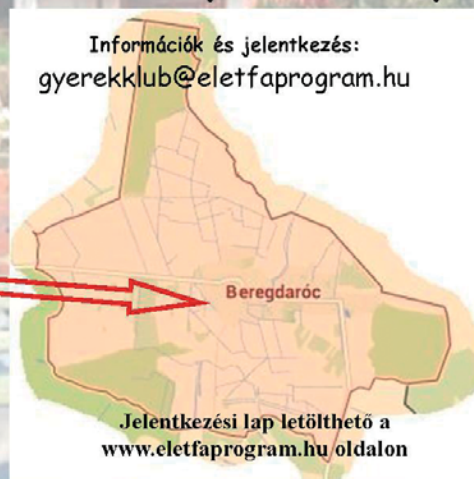 Információk és jelentkezés:
gyerekklub@eletfaprogram.hu
Beregdaróc
Jelentkezési lap letölthető a
www.eletfaprogram.hu oldalon